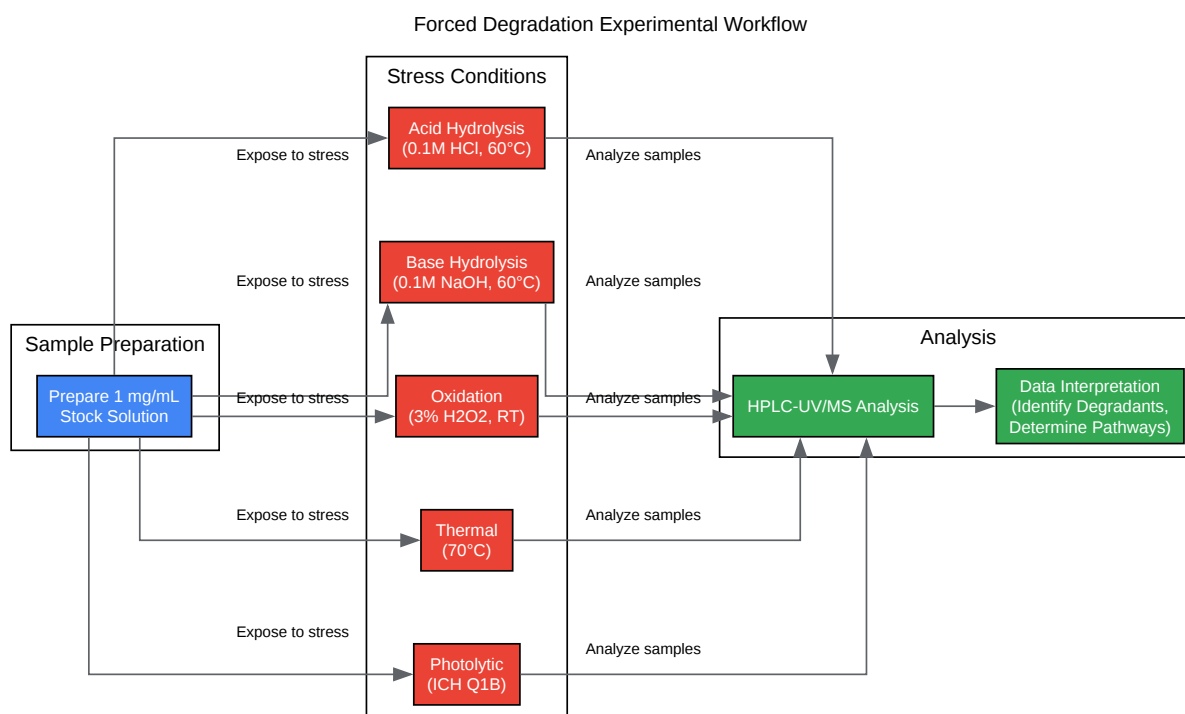 Forced Degradation Experimental Workflow
Stress Conditions
Acid Hydrolysis
(0.1M HCl, 60°C)
Expose to stress
Analyze samples
Base Hydrolysis
(0.1M NaOH, 60°C)
Expose to stress
Analyze samples
Sample Preparation
Prepare 1 mg/mL
Stock Solution
Expose to stress
Oxidation
(3% H2O2, RT)
Analyze samples
Analysis
HPLC-UV/MS Analysis
Data Interpretation
(Identify Degradants,
Determine Pathways)
Expose to stress
Thermal
(70°C)
Analyze samples
Expose to stress
Photolytic
(ICH Q1B)
Analyze samples